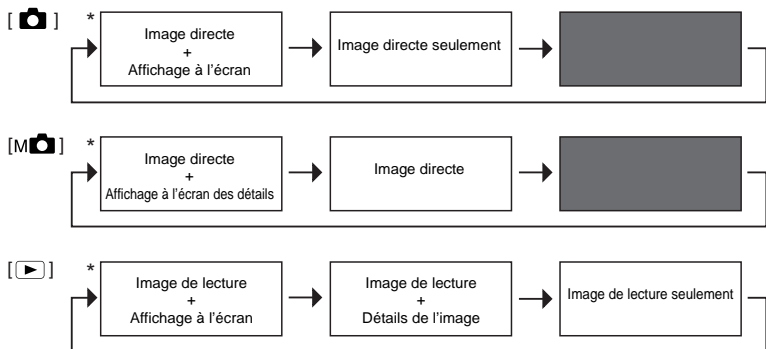 [ ] *
Image directe
+
Affichage à l'écran
Image directe seulement
[M ] *
Image directe
+
Affichage à l'écran des détails
Image directe
[ ] *
Image de lecture
+
Affichage à l'écran
Image de lecture
+
Détails de l'image
Image de lecture seulement